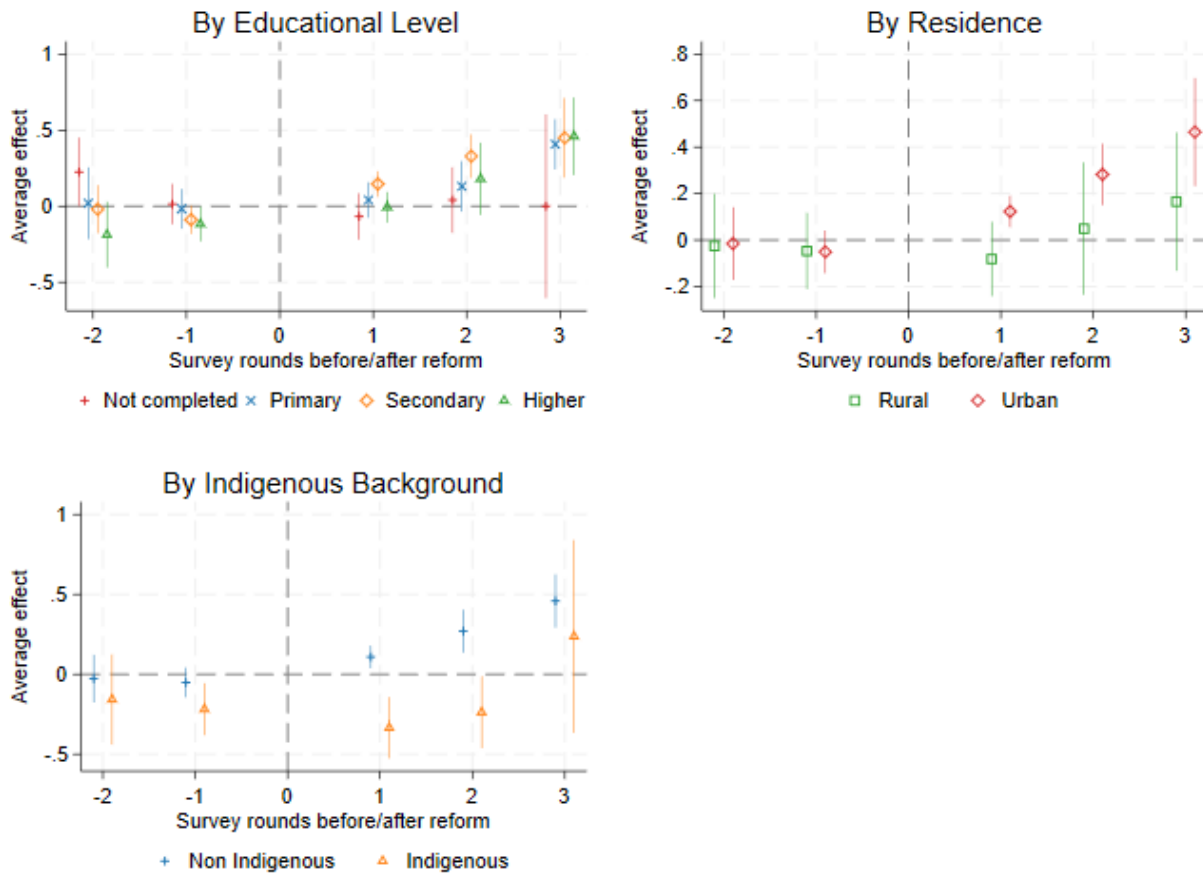 By Educational Level
1
.5
0
-.5
Average effect
-2 -1 0 1 2 3
Survey rounds before/after reform
Not completed Primary Secondary Higher
By Residence
.8
.6
.4
.2
0
-.2
Average effect
-2 -1 0 1 2 3
Survey rounds before/after reform
Rural Urban
By Indigenous Background
1
.5
0
-.5
Average effect
-2 -1 0 1 2 3
Survey rounds before/after reform
Non Indigenous Indigenous